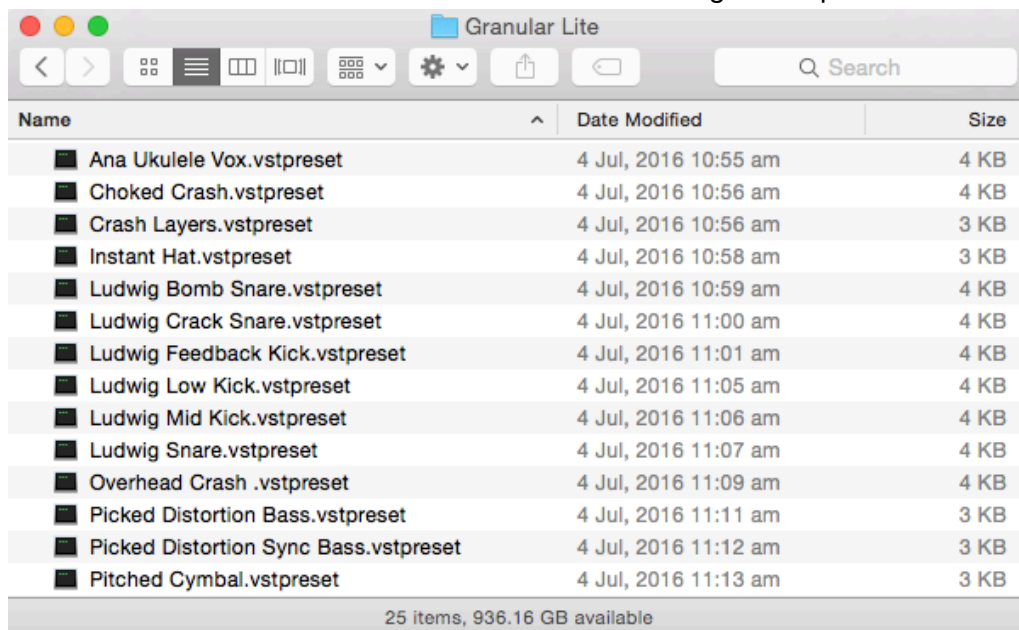 Granular Lite
Search
Name Date Modified Size
Ana Ukulele Vox.vstpreset 4 Jul, 2016 10:55 am 4 KB
Choked Crash.vstpreset 4 Jul, 2016 10:56 am 4 KB
Crash Layers.vstpreset 4 Jul, 2016 10:56 am 3 KB
Instant Hat.vstpreset 4 Jul, 2016 10:58 am 3 KB
Ludwig Bomb Snare.vstpreset 4 Jul, 2016 10:59 am 4 KB
Ludwig Crack Snare.vstpreset 4 Jul, 2016 11:00 am 4 KB
Ludwig Feedback Kick.vstpreset 4 Jul, 2016 11:01 am 4 KB
Ludwig Low Kick.vstpreset 4 Jul, 2016 11:05 am 4 KB
Ludwig Mid Kick.vstpreset 4 Jul, 2016 11:06 am 4 KB
Ludwig Snare.vstpreset 4 Jul, 2016 11:07 am 4 KB
Overhead Crash .vstpreset 4 Jul, 2016 11:09 am 4 KB
Picked Distortion Bass.vstpreset 4 Jul, 2016 11:11 am 3 KB
Picked Distortion Sync Bass.vstpreset 4 Jul, 2016 11:12 am 3 KB
Pitched Cymbal.vstpreset 4 Jul, 2016 11:13 am 3 KB
25 items, 936.16 GB available